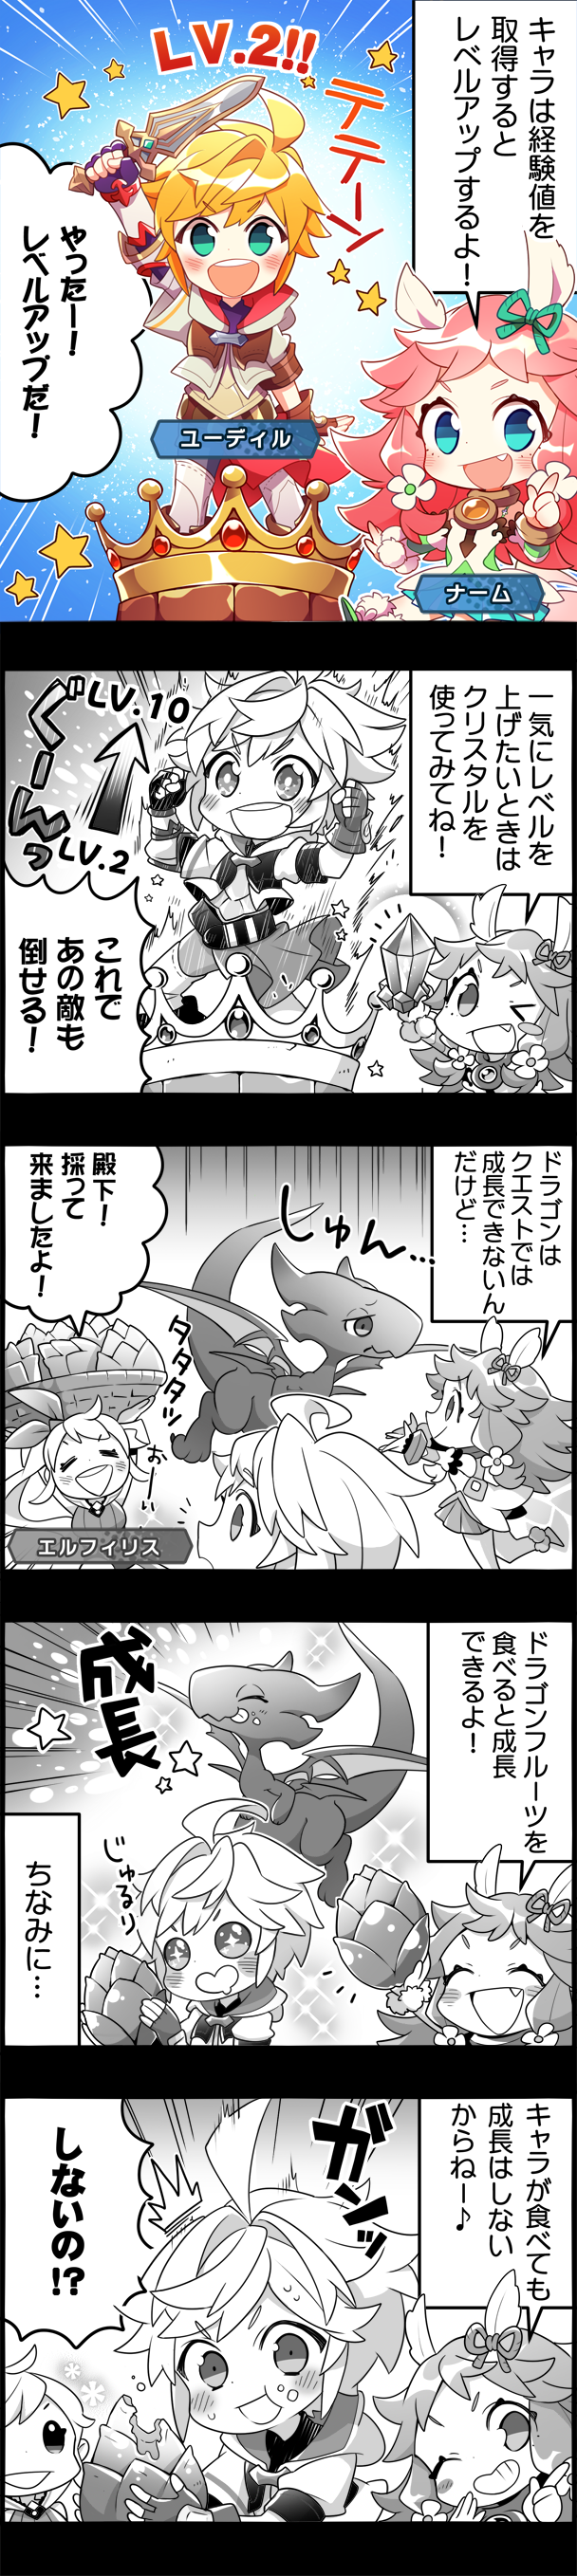 キャラは経験値を
取得すると
レベルアップするよ！
LV.2!!
テテーン
やったー！
レベルアップだ！
ユーディル
ナーム
一気にレベルを
上げたいときは
クリスタルを
使ってみてね！
LV.10
ぐーんっ
LV.2
これで
あの敵も
倒せる！
ドラゴンは
クエストでは
成長できないん
だけど…
しゅん…
殿下！
採って
来ましたよ！
タタタッ
おーい
エルフィリス
ドラゴンフルーツを
食べると成長
できるよ！
成長
じゅるり
ちなみに…
キャラが食べても
成長はしない
からねー♪
ガンッ
しないの!?